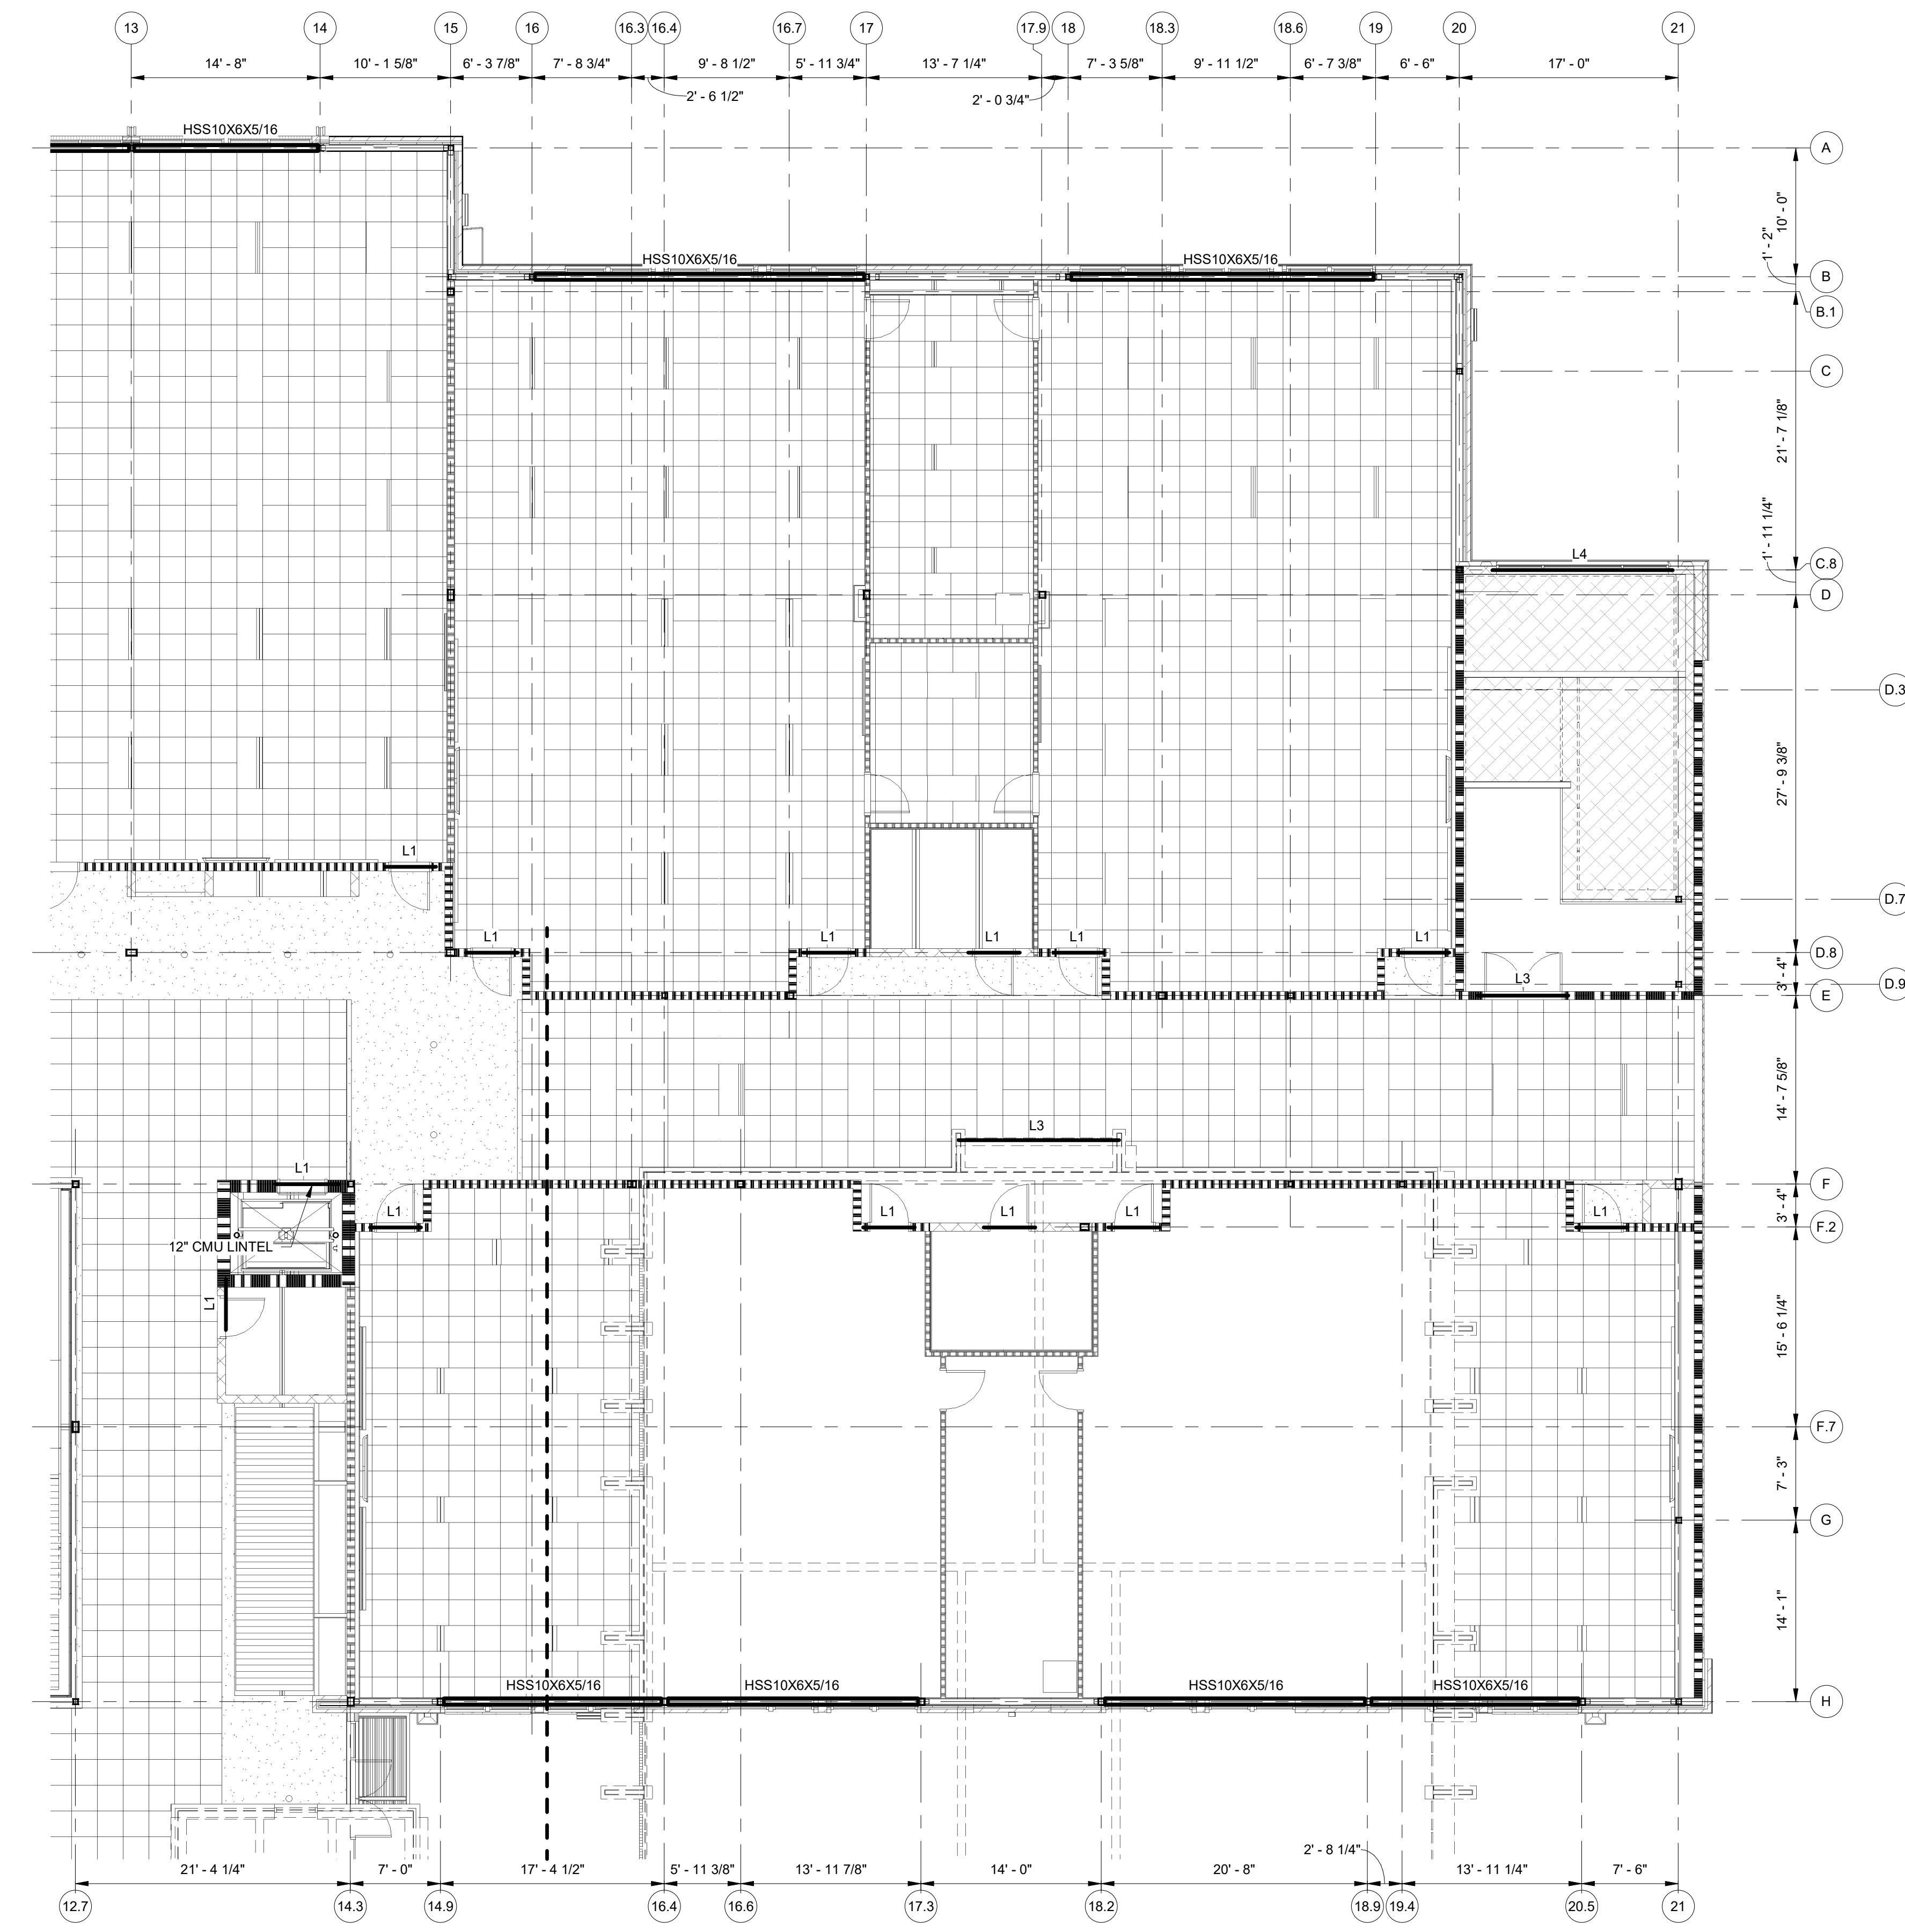 13 14 15 16 16.3 16.4 16.7 17 17.9 18 18.3 18.6 19 20 21
14' - 8" 10' - 1 5/8" 6' - 3 7/8" 7' - 8 3/4" 9' - 8 1/2" 5' - 11 3/4" 13' - 7 1/4" 7' - 3 5/8" 9' - 11 1/2" 6' - 7 3/8" 6' - 6" 17' - 0"
2' - 6 1/2" 2' - 0 3/4"
HSS10X6X5/16
A
10' - 0"
1' - 2"
HSS10X6X5/16 HSS10X6X5/16
B
B.1
C
21' - 7 1/8"
1' - 11 1/4"
L4
C.8
D
D.3
27' - 9 3/8"
L1
D.7
L1 L1 L1 L1 L1
D.8
L3
3' - 4"
D.9
E
14' - 7 5/8"
L3
L1
F
3' - 4"
L1 L1 L1 L1 L1
F.2
12" CMU LINTEL
L1
15' - 6 1/4"
F.7
7' - 3"
G
14' - 1"
HSS10X6X5/16 HSS10X6X5/16 HSS10X6X5/16 HSS10X6X5/16
H
2' - 8 1/4"
21' - 4 1/4" 7' - 0" 17' - 4 1/2" 5' - 11 3/8" 13' - 11 7/8" 14' - 0" 20' - 8" 13' - 11 1/4" 7' - 6"
12.7 14.3 14.9 16.4 16.6 17.3 18.2 18.9 19.4 20.5 21